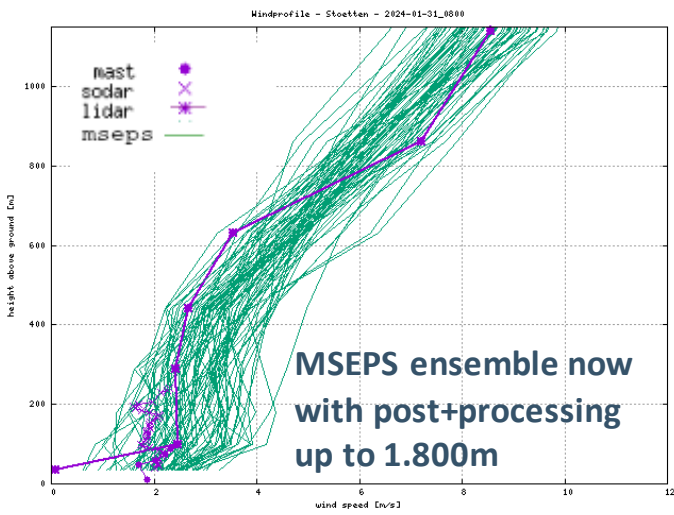 Windprofile - Stoetten - 2024-01-31_0800
mast
sodar
lidar
mseps
1000
800
600
400
200
0
height above ground [m]
MSEPS ensemble now
with post+processing
up to 1.800m
0 2 4 6 8 10 12
wind speed [m/s]